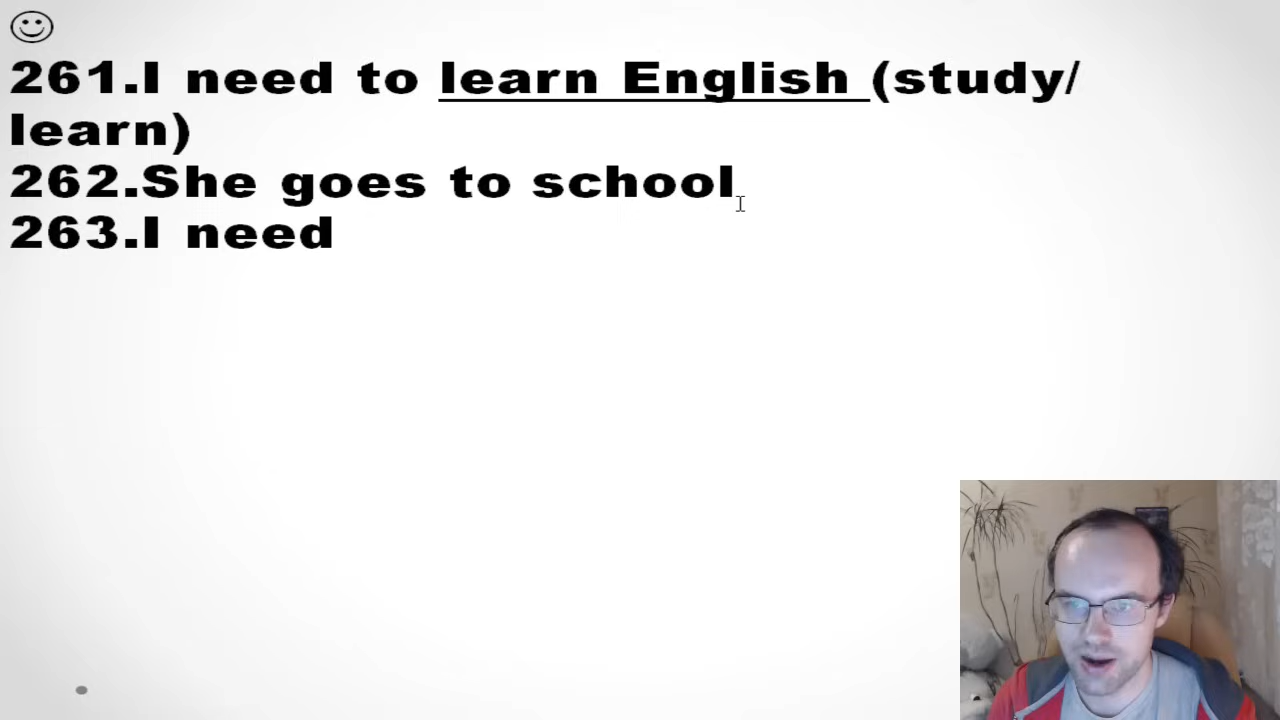 261.I need to learn English (study/
learn)
262.She goes to school
263.I need